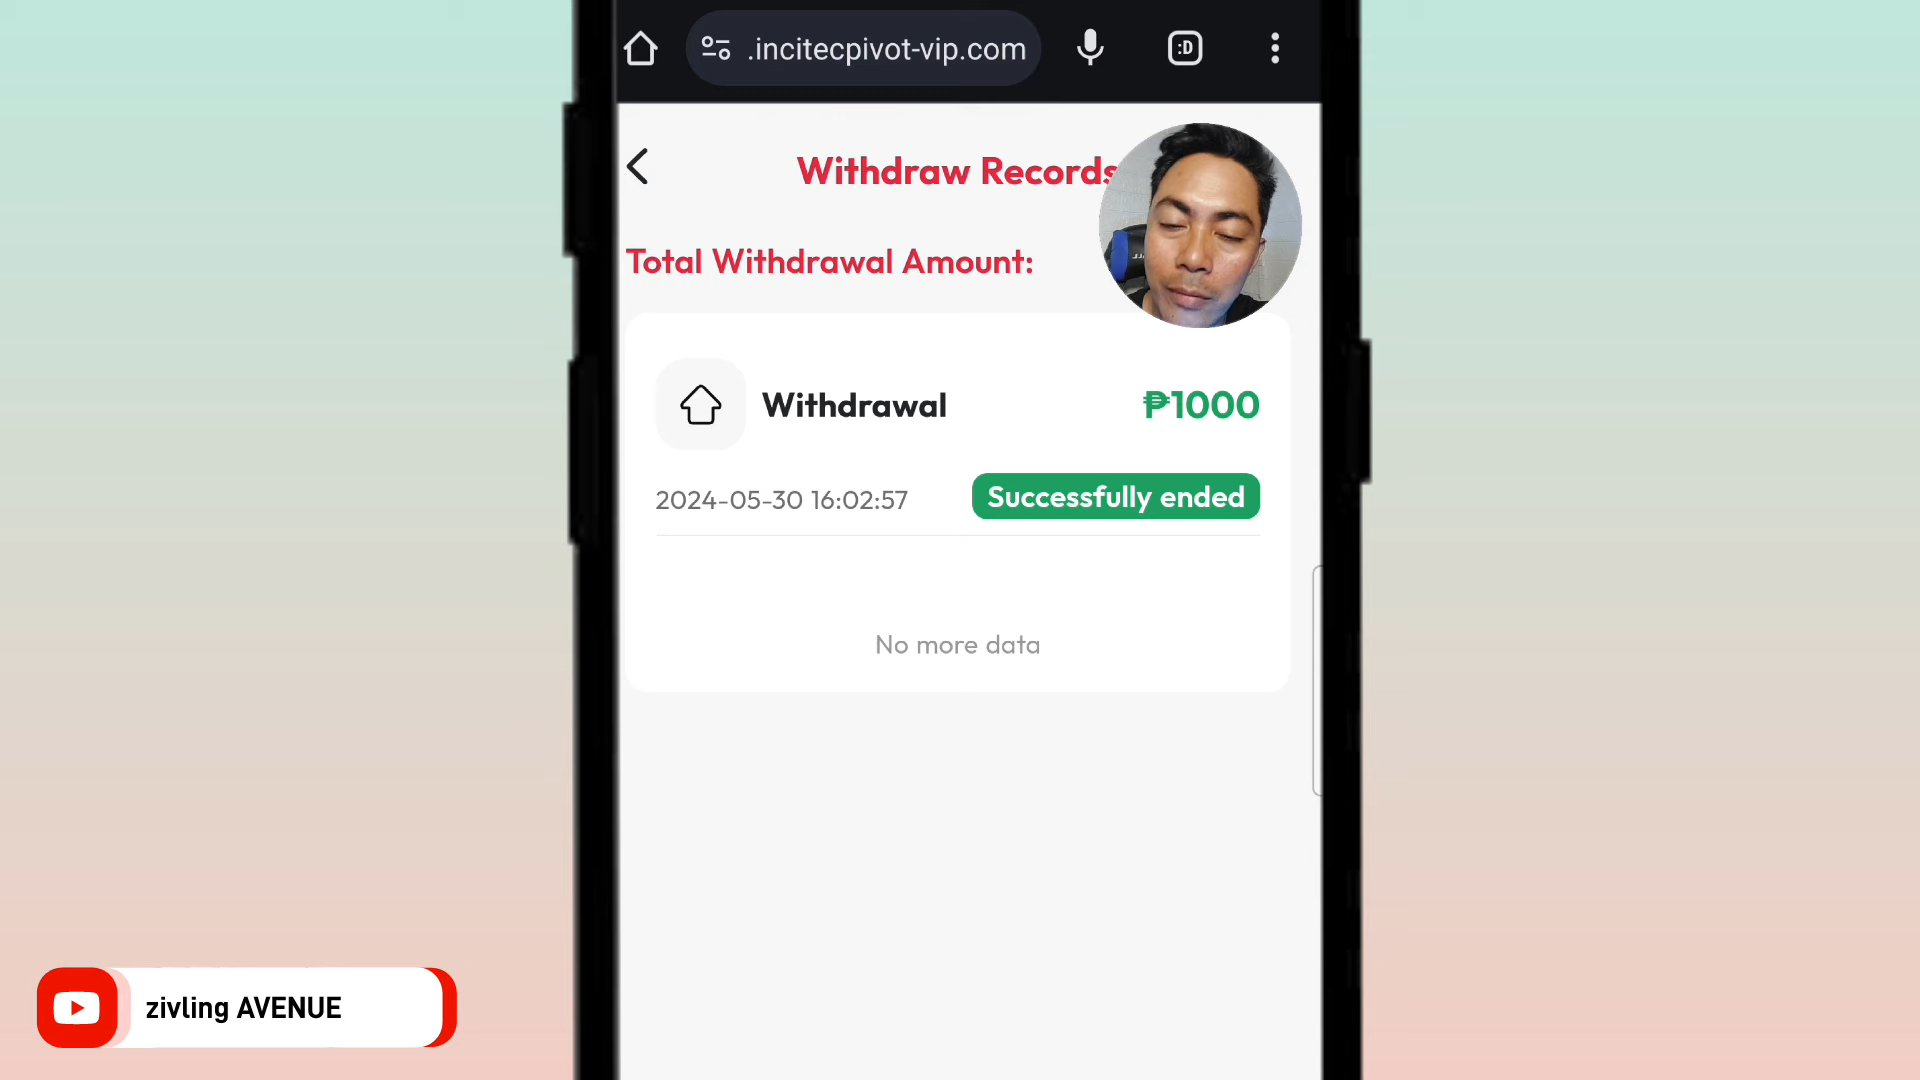 .incitecpivot-vip.com
:D
Withdraw Records
Total Withdrawal Amount:
Withdrawal
₱1000
2024-05-30 16:02:57
Successfully ended
No more data
zivling AVENUE